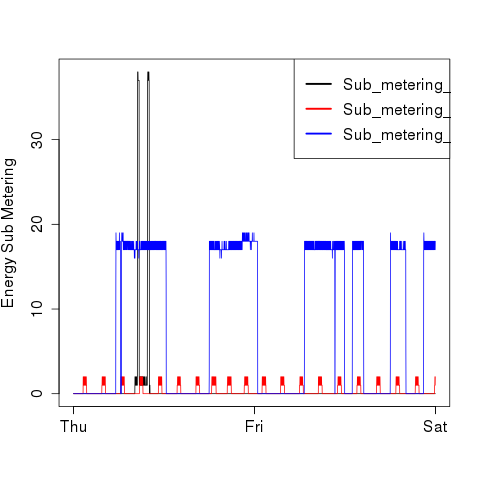 Sub_metering_
Sub_metering_
Sub_metering_
Energy Sub Metering
30
20
10
0
Thu Fri Sat